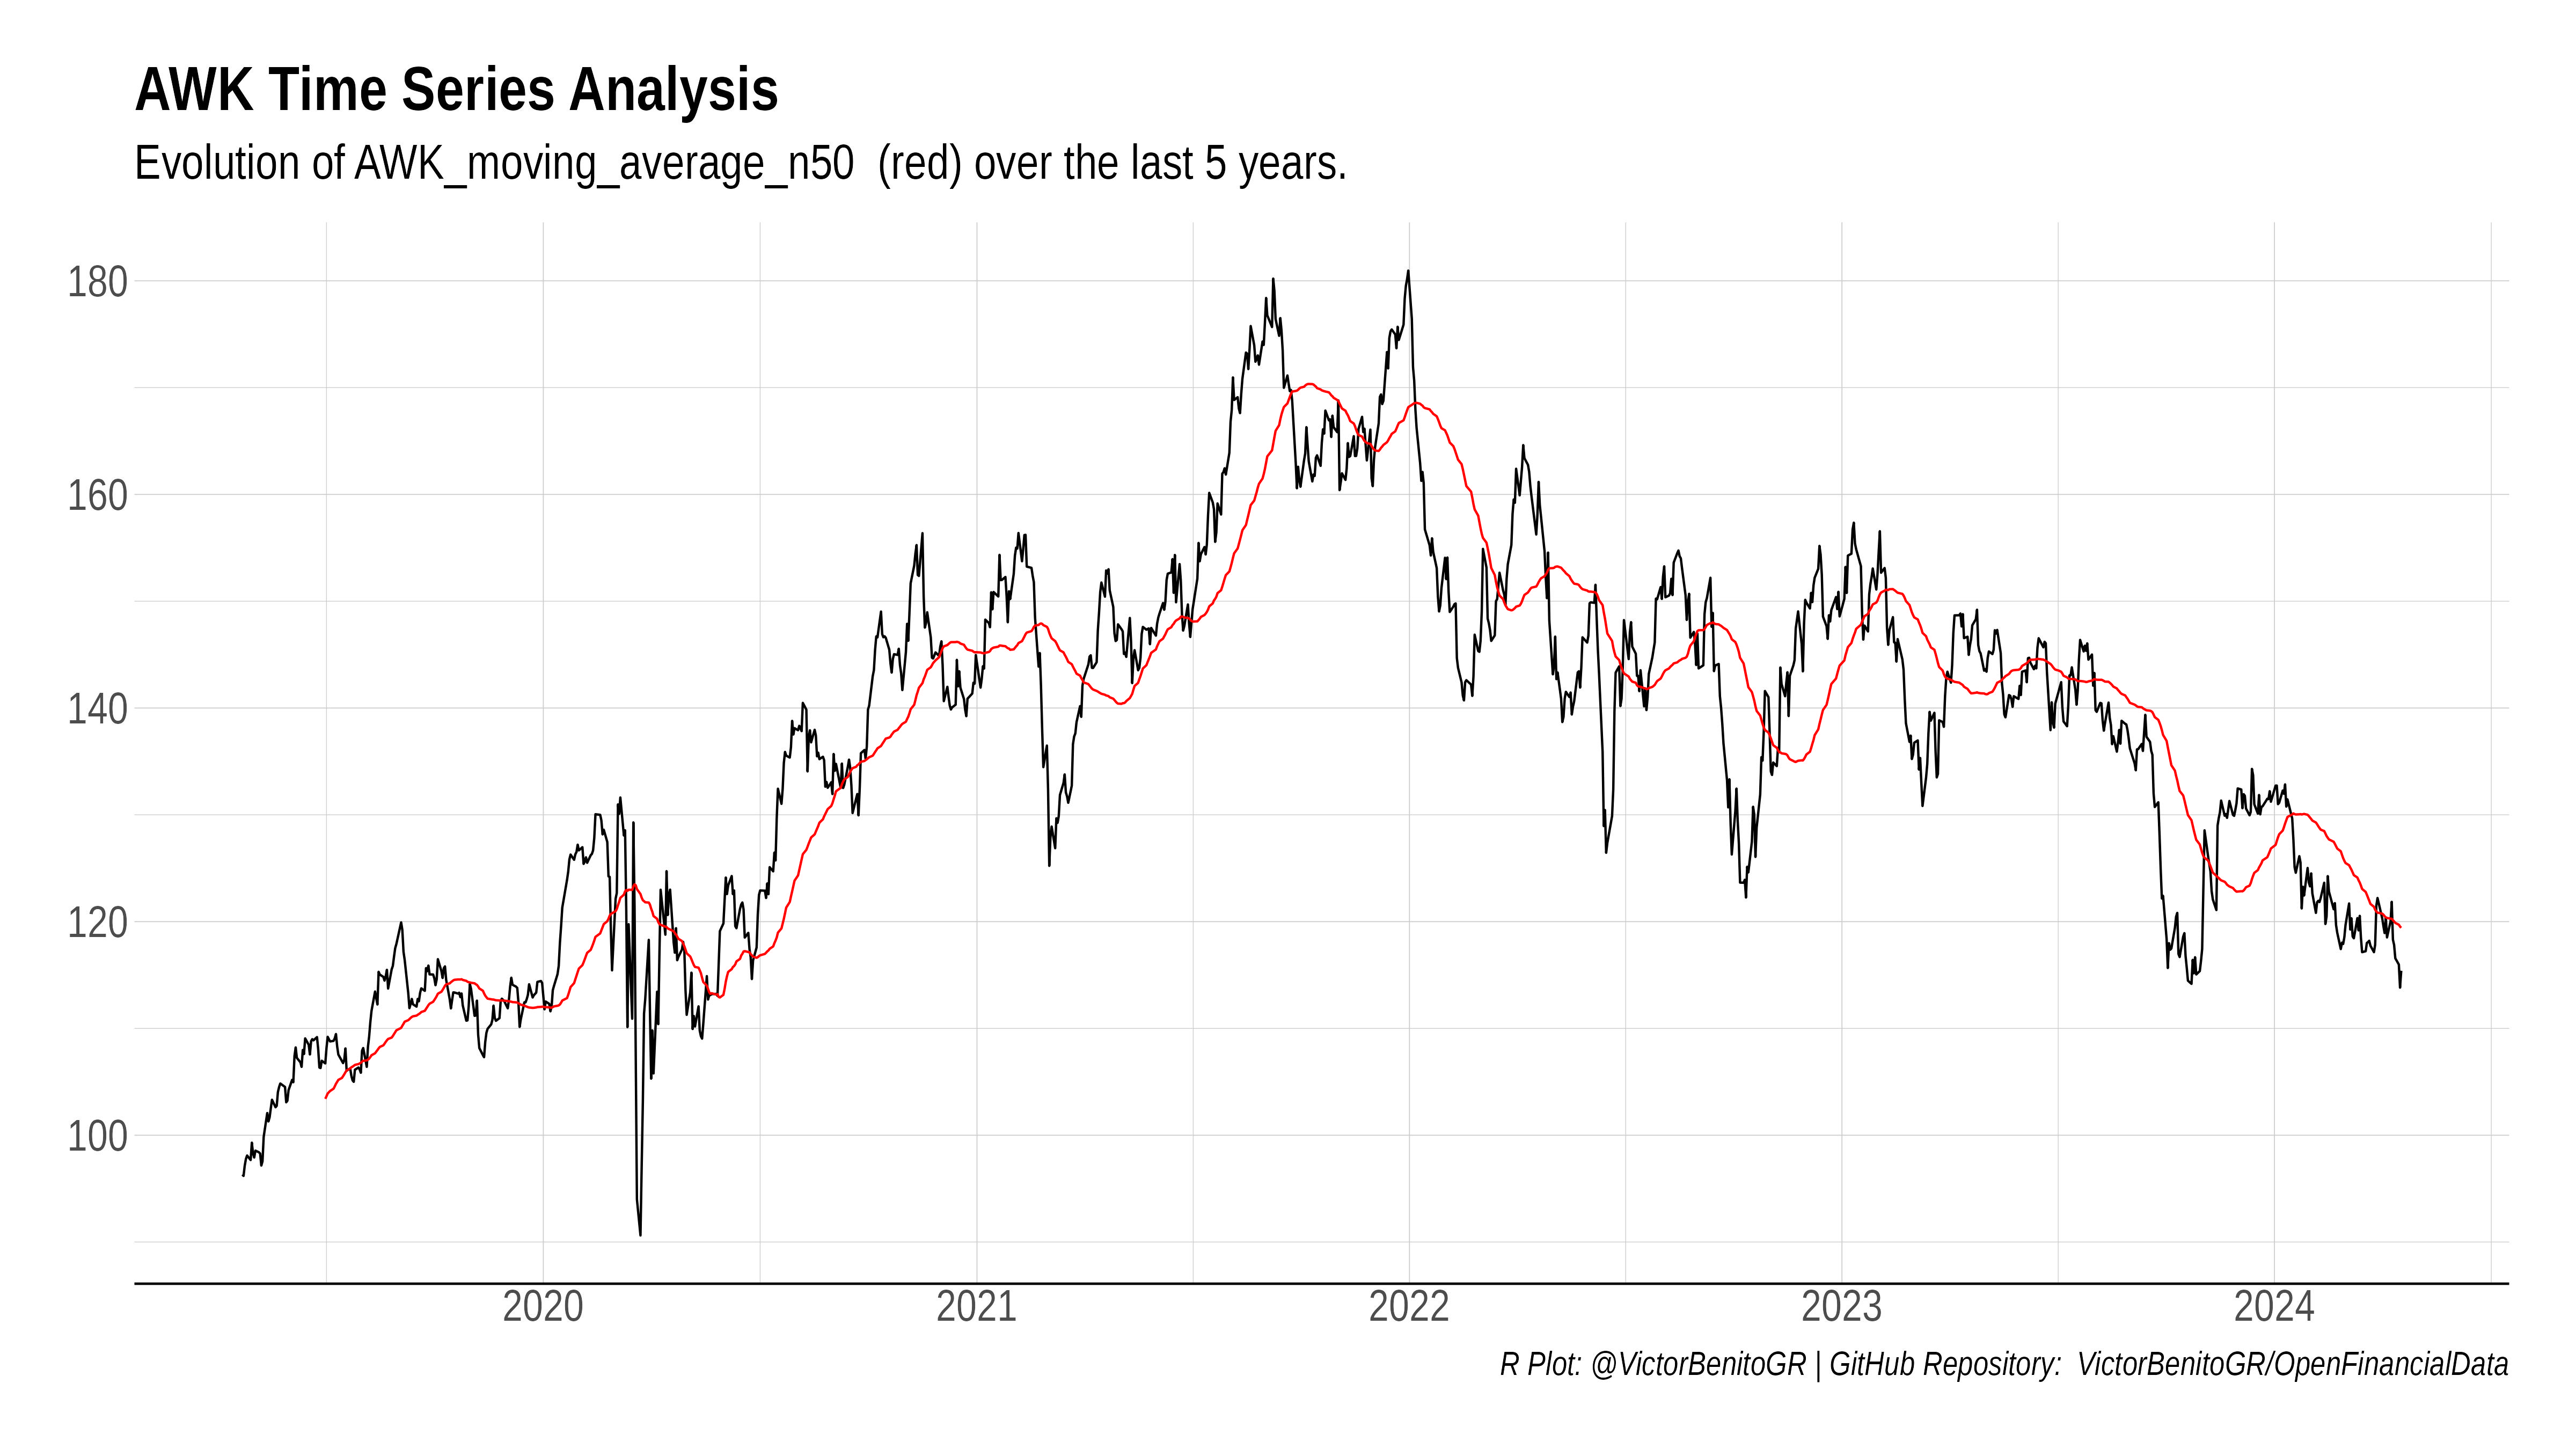 AWK Time Series Analysis
Evolution of AWK_moving_average_n50  (red) over the last 5 years.
180
160
140
120
100
2020 2021 2022 2023 2024
R Plot: @VictorBenitoGR | GitHub Repository:  VictorBenitoGR/OpenFinancialData